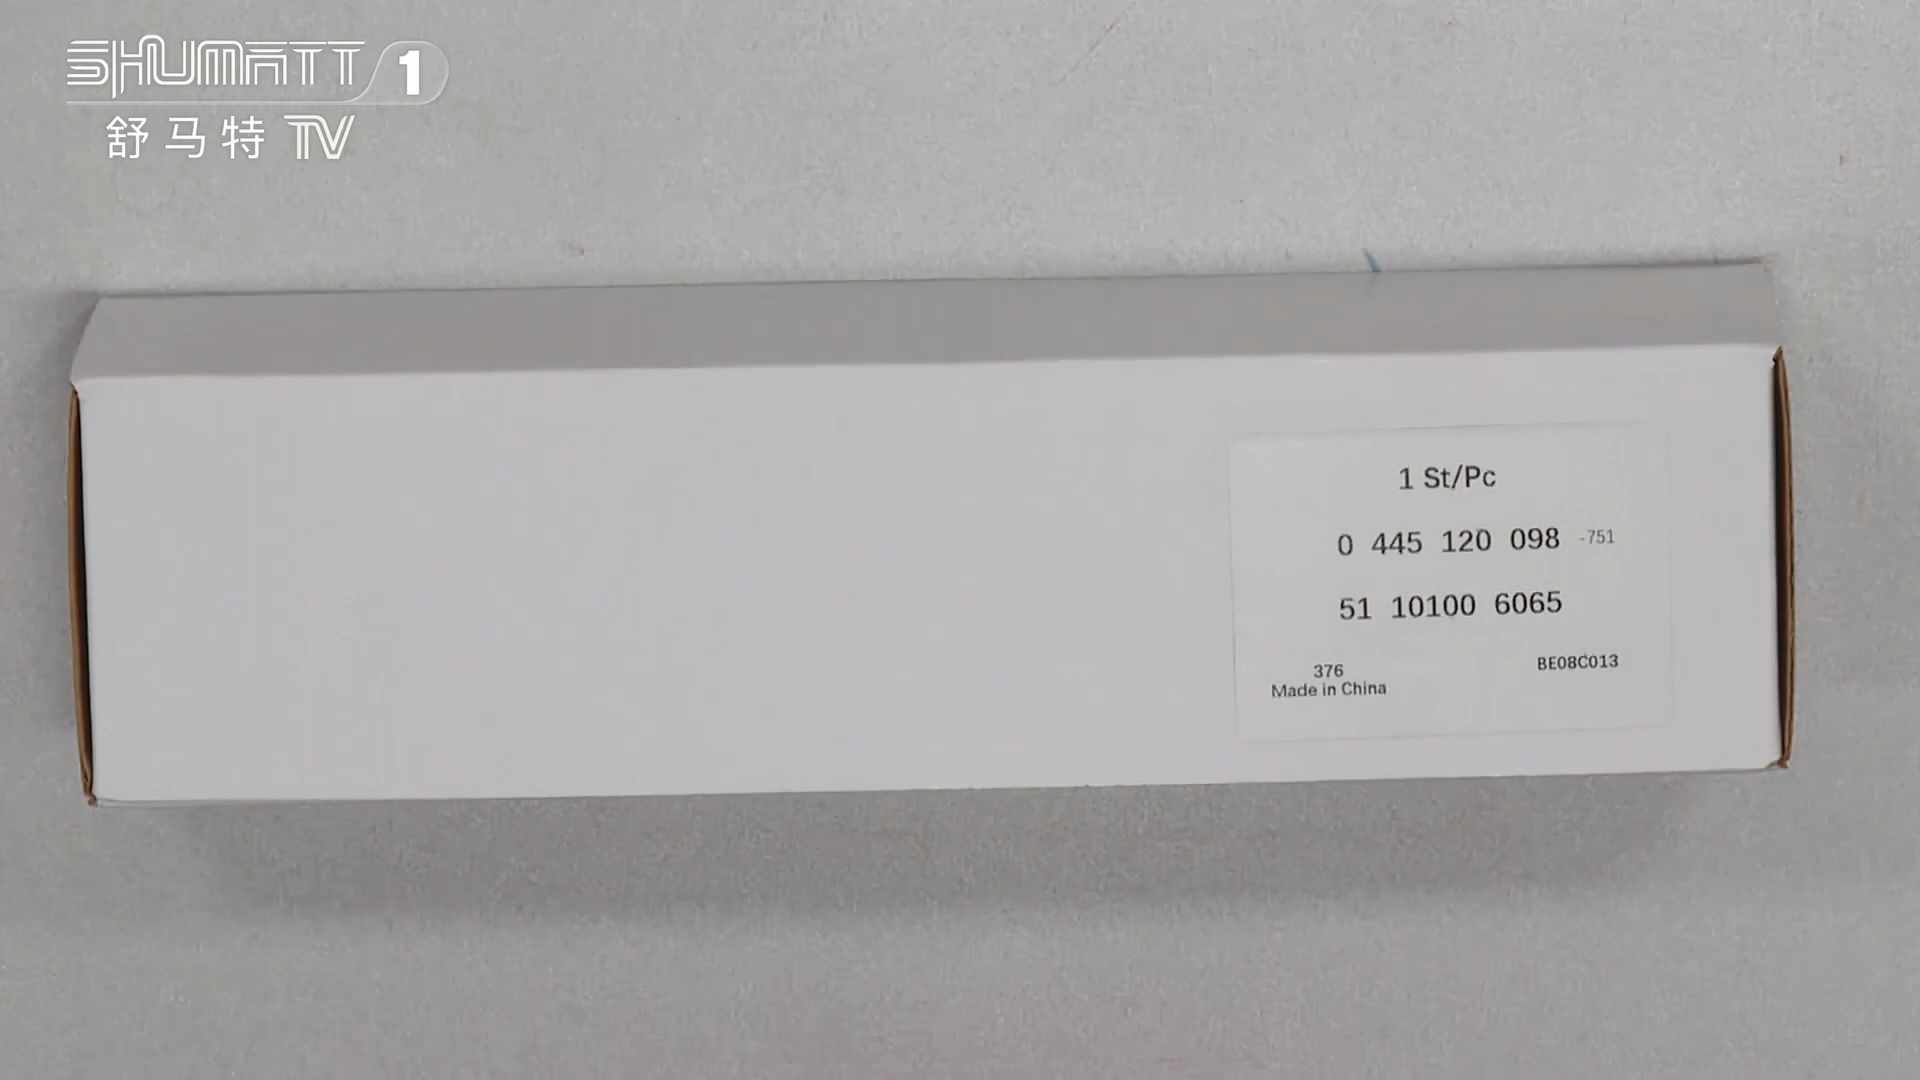 SHUMATT 1
舒马特 TV
1 St/Pc
0 445 120 098 -751
51 10100 6065
376
BE08C013
Made in China